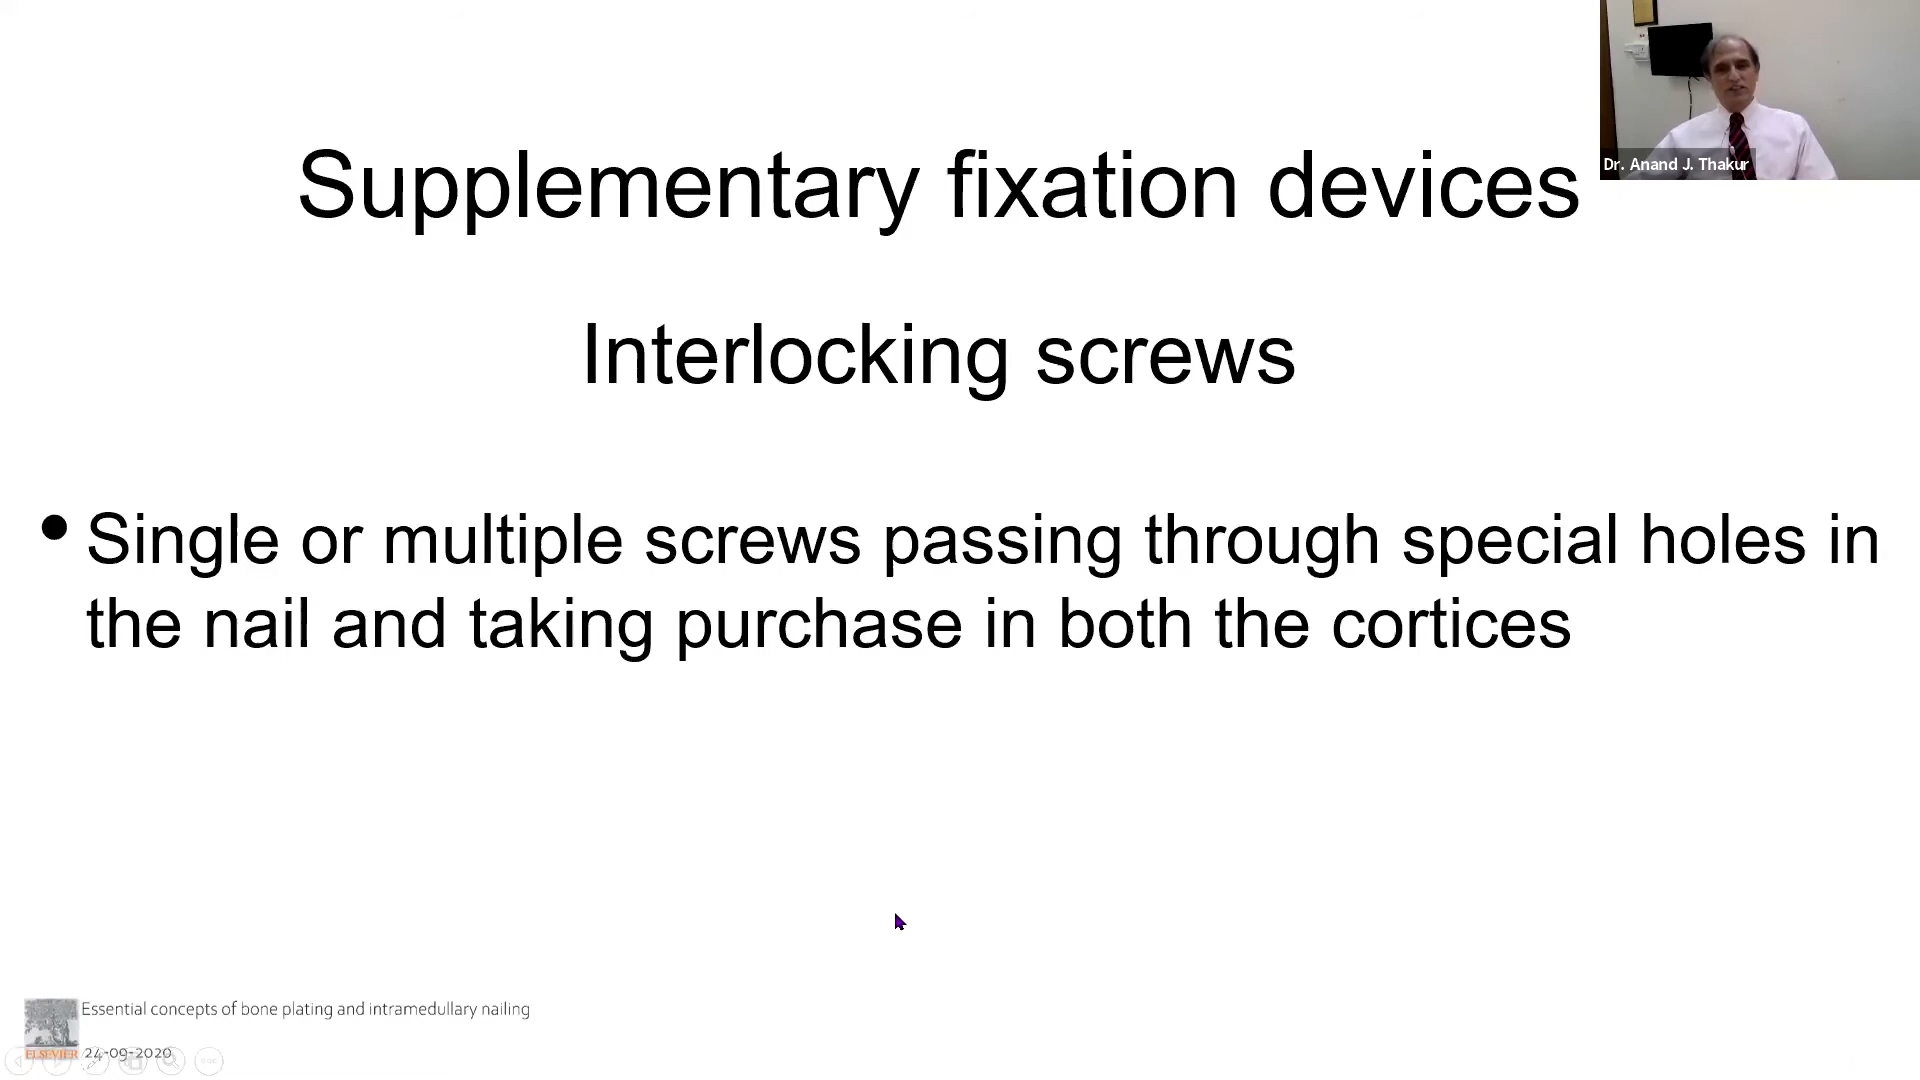 Dr. Anand J. Thakur
Supplementary fixation devices
Interlocking screws
• Single or multiple screws passing through special holes in
the nail and taking purchase in both the cortices
Essential concepts of bone plating and intramedullary nailing
ELSEVIER
24-09-2020